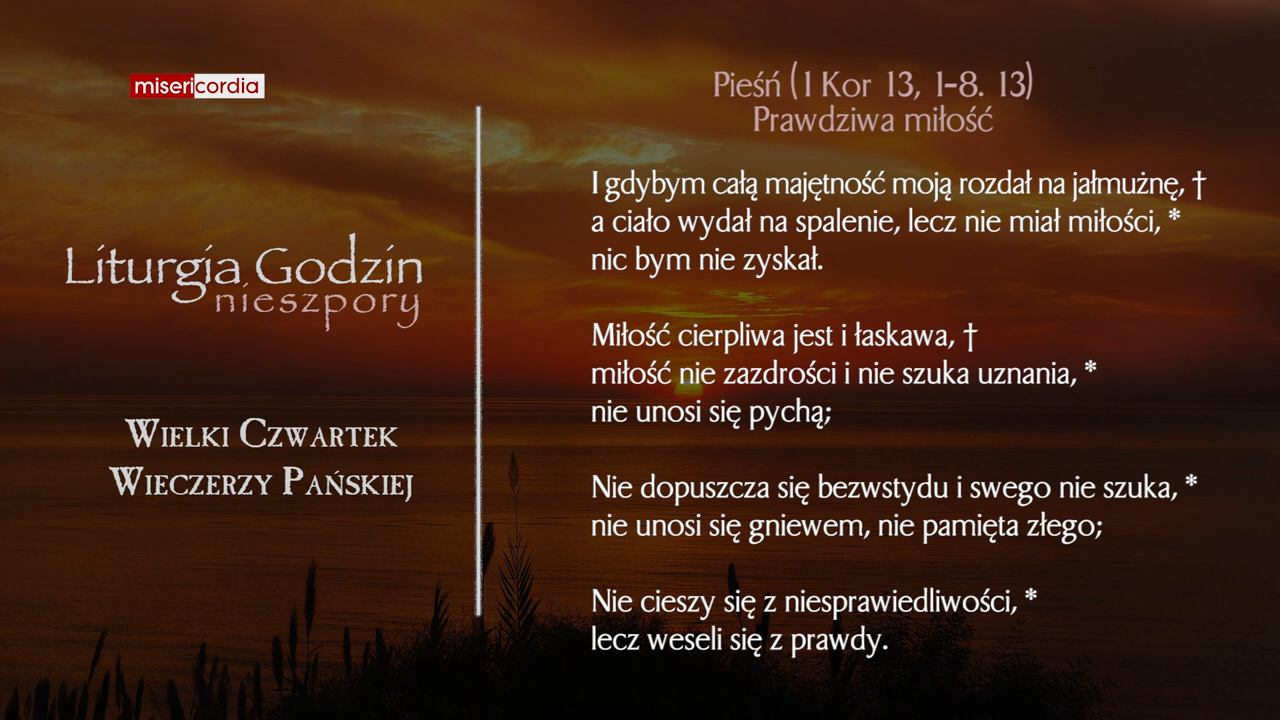 misericordia
Liturgia Godzin
nieszpory
Wielki Czwartek
Wieczerzy Pańskiej
Pieśń (1 Kor 13, 1-8. 13)
Prawdziwa miłość
I gdybym całą majętność moją rozdał na jałmużnę, †
a ciało wydał na spalenie, lecz nie miał miłości, *
nic bym nie zyskał.
Miłość cierpliwa jest i łaskawa, †
miłość nie zazdrości i nie szuka uznania, *
nie unosi się pychą;
Nie dopuszcza się bezwstydu i swego nie szuka, *
nie unosi się gniewem, nie pamięta złego;
Nie cieszy się z niesprawiedliwości, *
lecz weseli się z prawdy.